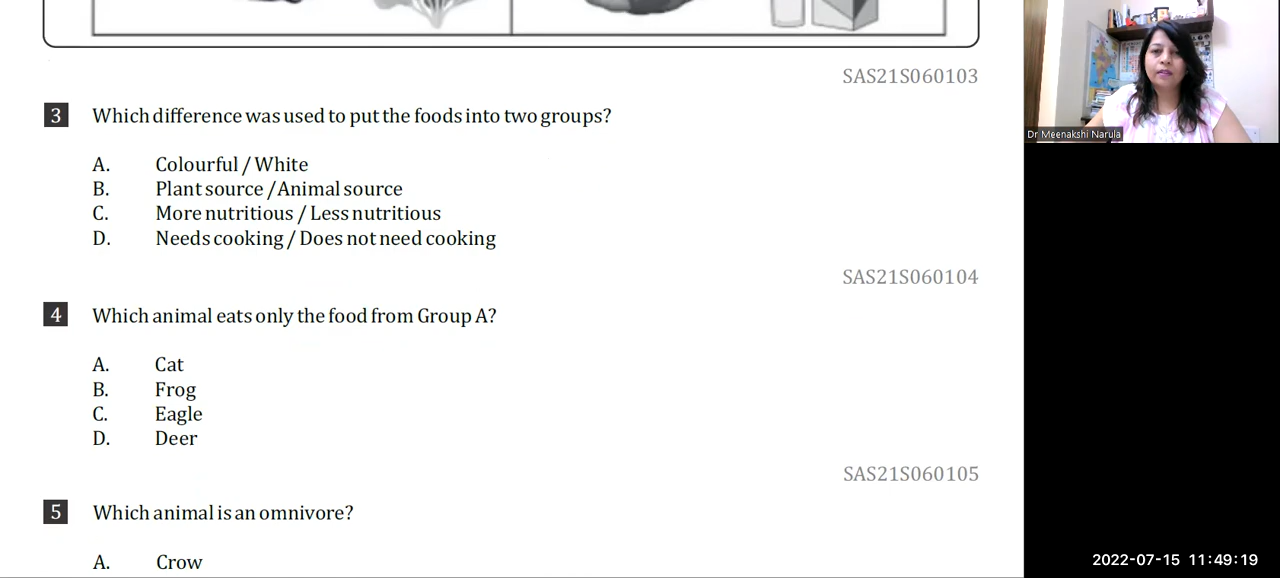 SAS21S060103
3 Which difference was used to put the foods into two groups?
A. Colourful / White
B. Plant source / Animal source
C. More nutritious / Less nutritious
D. Needs cooking / Does not need cooking
SAS21S060104
4 Which animal eats only the food from Group A?
A. Cat
B. Frog
C. Eagle
D. Deer
SAS21S060105
5 Which animal is an omnivore?
A. Crow
Dr Meenakshi Narula
2022-07-15 11:49:19